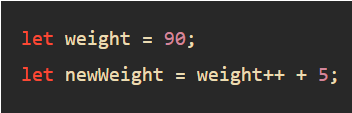 let weight = 90;
let newWeight = weight++ + 5;